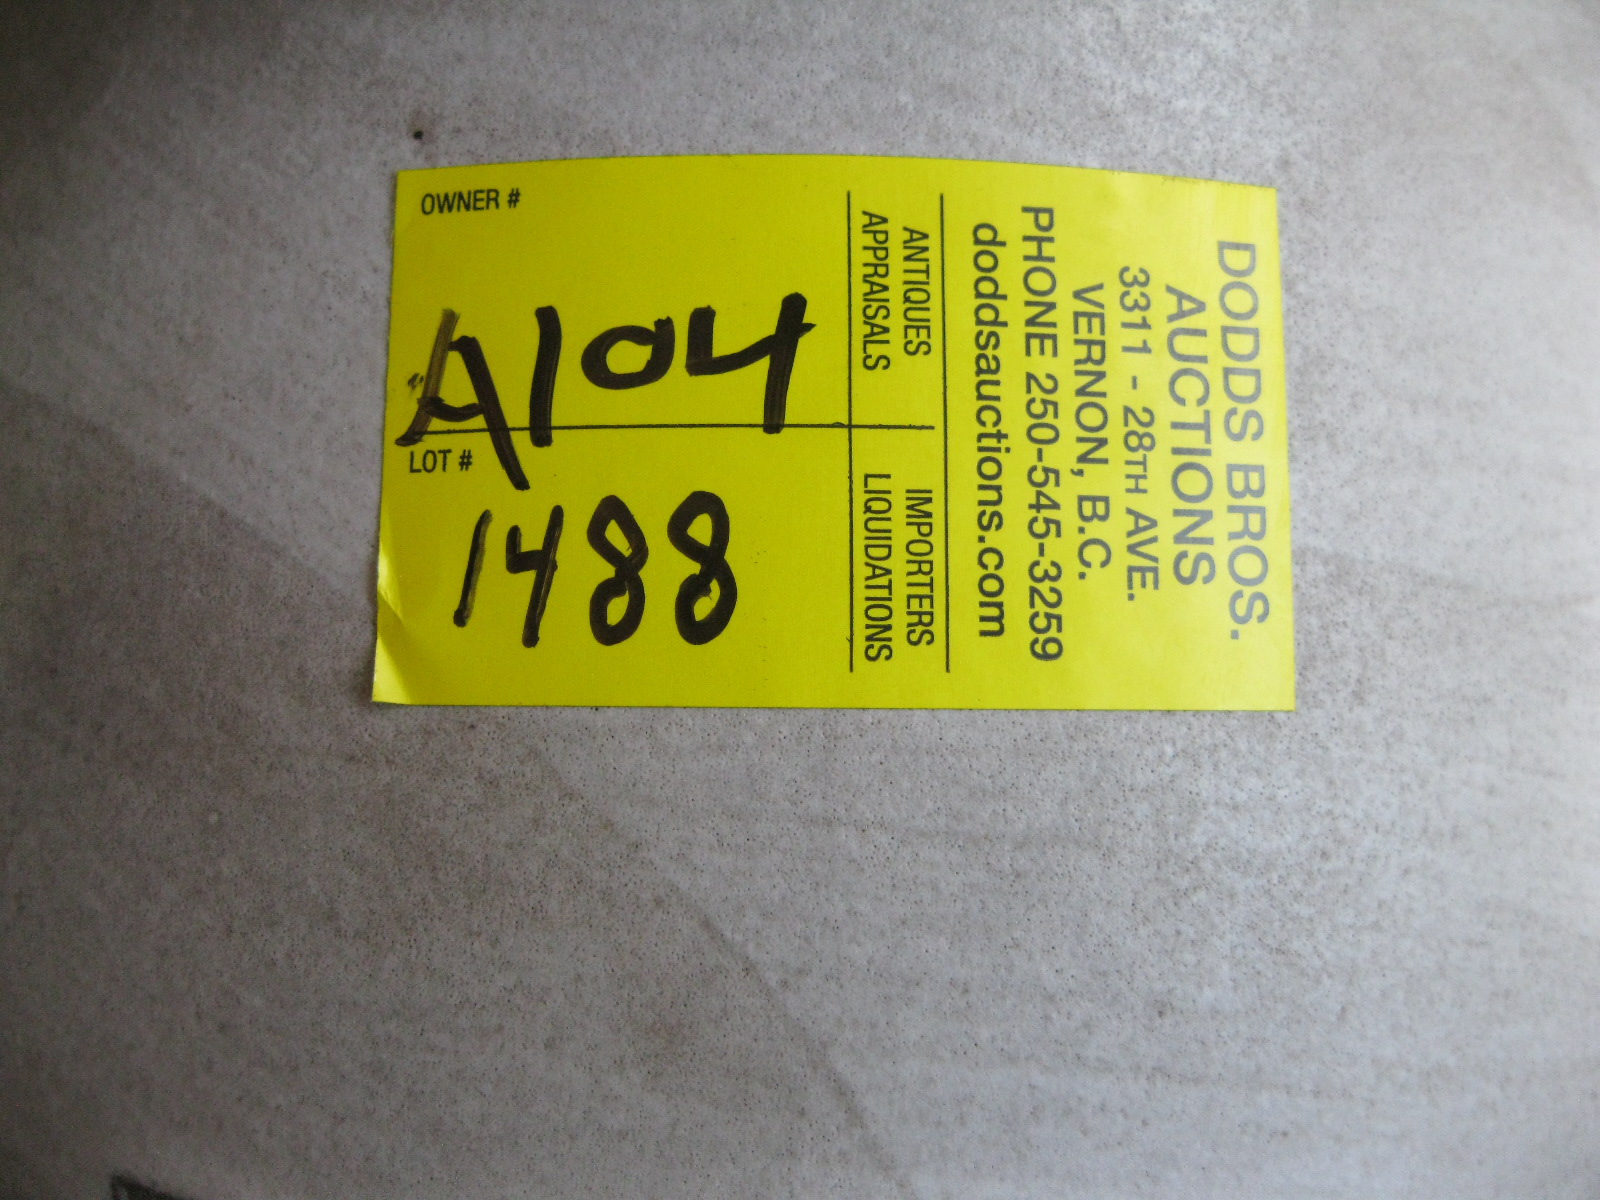 OWNER #
A104
LOT #
1488
ANTIQUES
APPRAISALS
IMPORTERS
LIQUIDATIONS
DODDS BROS.
AUCTIONS
3311 - 28TH AVE.
VERNON, B.C.
PHONE 250-545-3259
doddsauctions.com